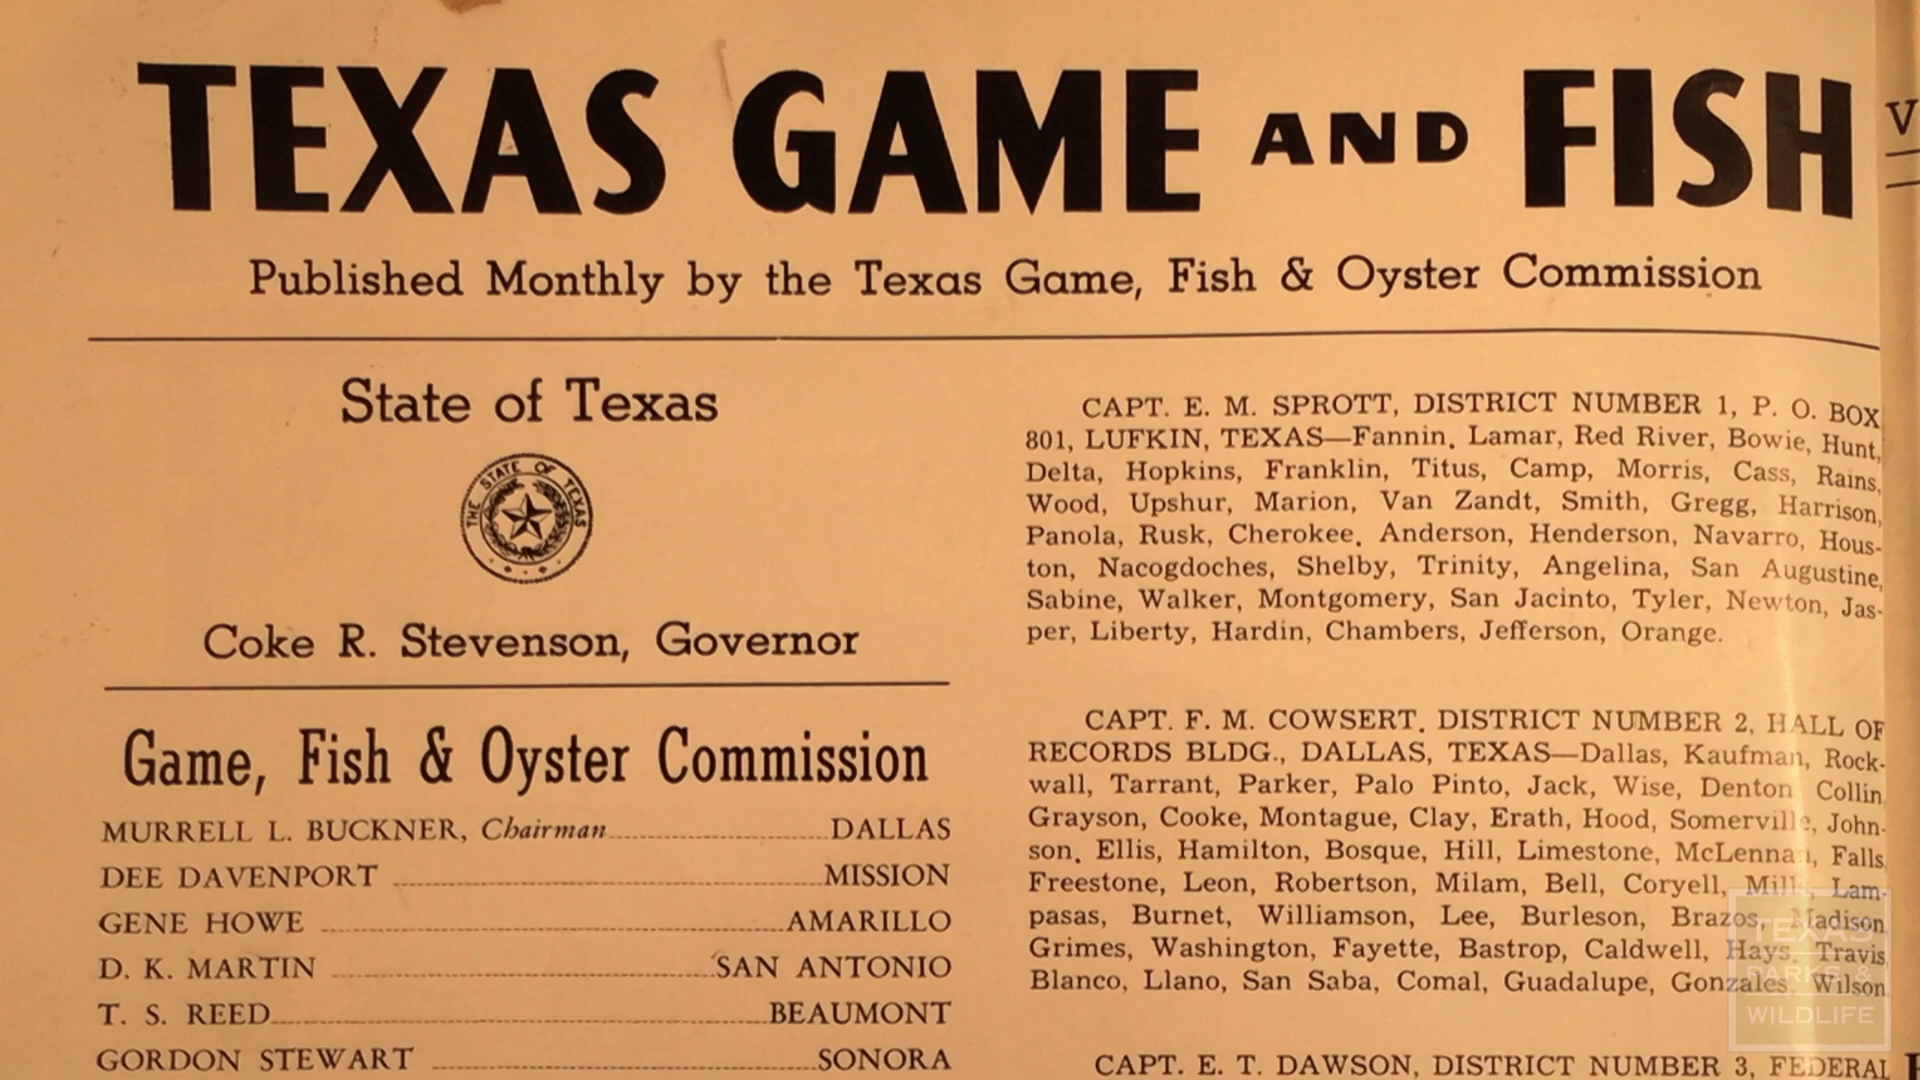 TEXAS GAME AND FISH
Published Monthly by the Texas Game, Fish & Oyster Commission
State of Texas
THE STATE OF TEXAS
Coke R. Stevenson, Governor
Game, Fish & Oyster Commission
MURRELL L. BUCKNER, Chairman DALLAS
DEE DAVENPORT MISSION
GENE HOWE AMARILLO
D. K. MARTIN SAN ANTONIO
T. S. REED BEAUMONT
GORDON STEWART SONORA
CAPT. E. M. SPROTT, DISTRICT NUMBER 1, P. O. BOX
801, LUFKIN, TEXAS—Fannin. Lamar, Red River, Bowie, Hunt,
Delta, Hopkins, Franklin, Titus, Camp, Morris, Cass, Rains,
Wood, Upshur, Marion, Van Zandt, Smith, Gregg, Harrison,
Panola, Rusk, Cherokee. Anderson, Henderson, Navarro, Hous-
ton, Nacogdoches, Shelby, Trinity, Angelina, San Augustine,
Sabine, Walker, Montgomery, San Jacinto, Tyler, Newton, Jas-
per, Liberty, Hardin, Chambers, Jefferson, Orange.
CAPT. F. M. COWSERT. DISTRICT NUMBER 2, HALL OF
RECORDS BLDG., DALLAS, TEXAS—Dallas, Kaufman, Rock-
wall, Tarrant, Parker, Palo Pinto, Jack, Wise, Denton Collin
Grayson, Cooke, Montague, Clay, Erath, Hood, Somerville, John-
son. Ellis, Hamilton, Bosque, Hill, Limestone, McLennan, Falls
Freestone, Leon, Robertson, Milam, Bell, Coryell, Mills, Lam-
pasas, Burnet, Williamson, Lee, Burleson, Brazos, Madison
Grimes, Washington, Fayette, Bastrop, Caldwell, Hays. Travis
Blanco, Llano, San Saba, Comal, Guadalupe, Gonzales. Wilson
CAPT. E. T. DAWSON, DISTRICT NUMBER 3, FEDERAL
V
TEXAS
PARKS &
WILDLIFE